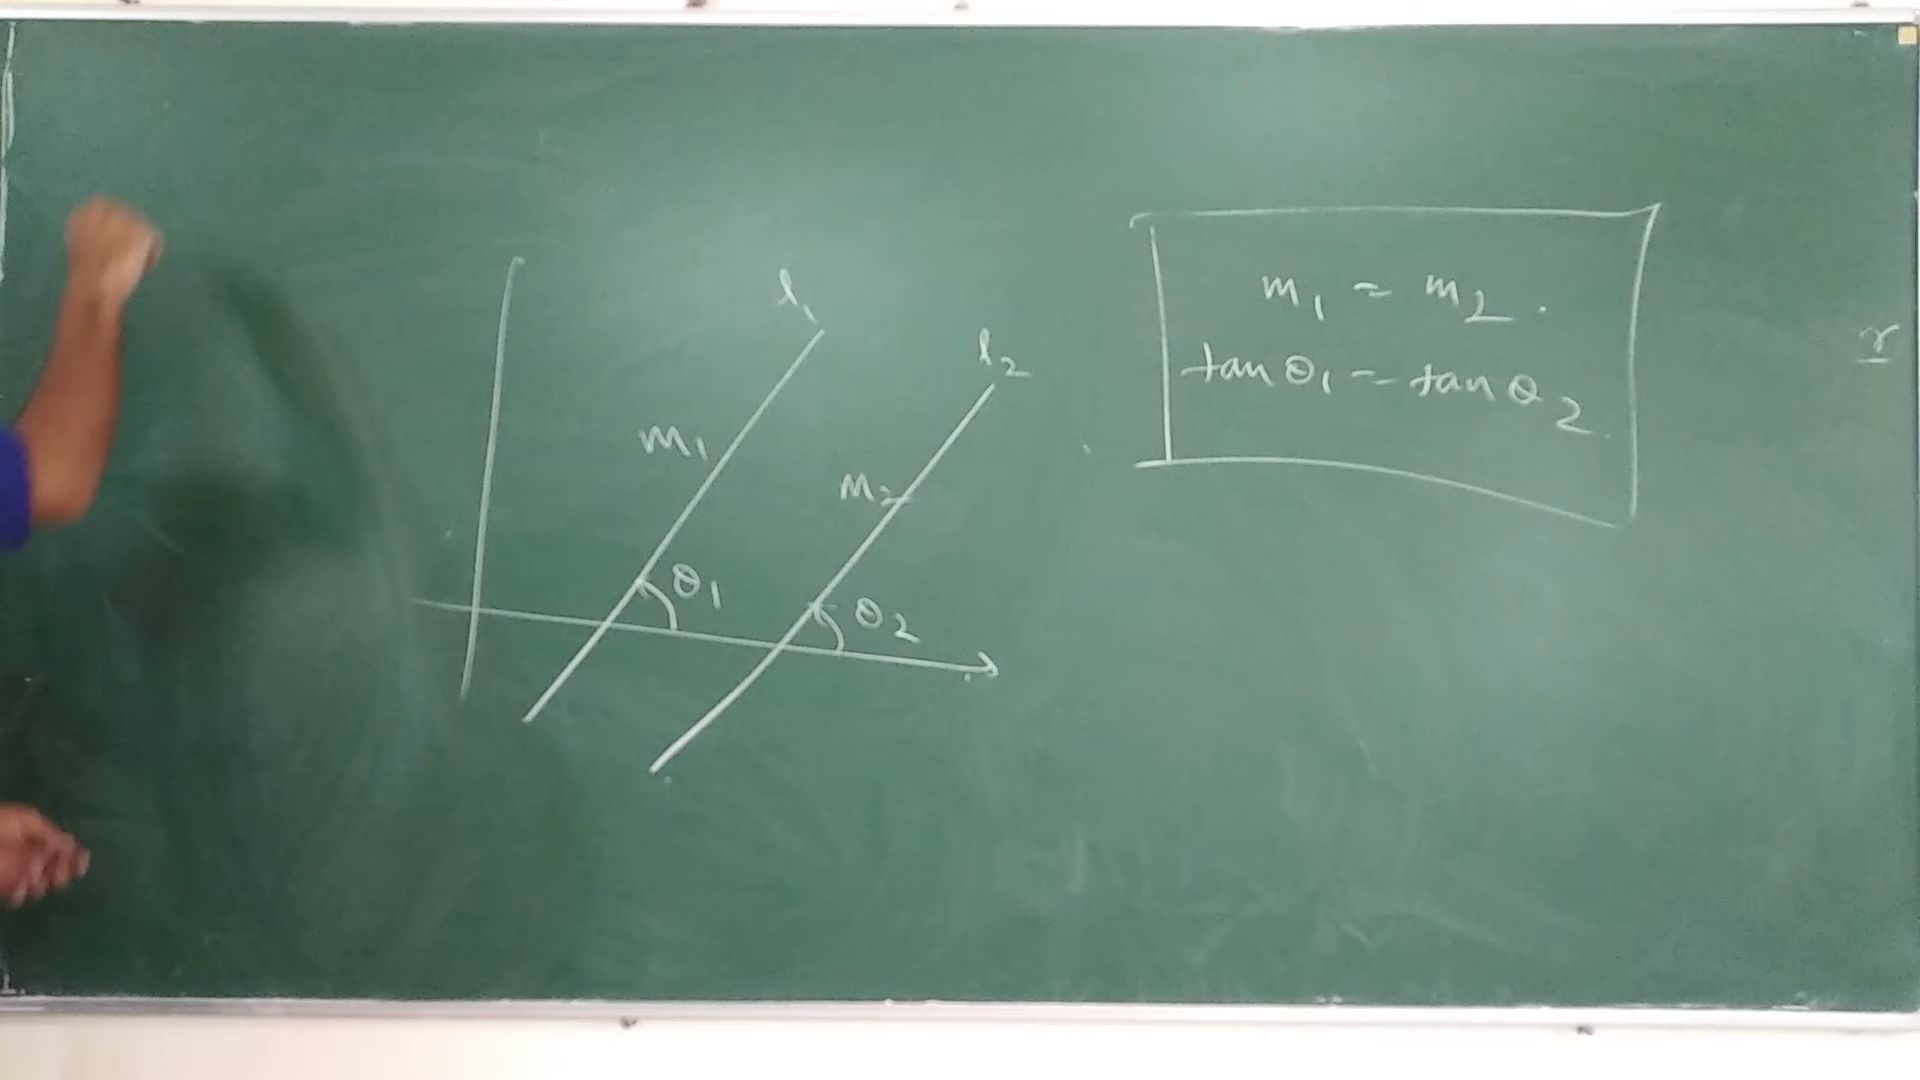 l₁
l₂
m₁
m₂
θ₁
θ₂
m₁ = m₂ .
tan θ₁ = tan θ₂